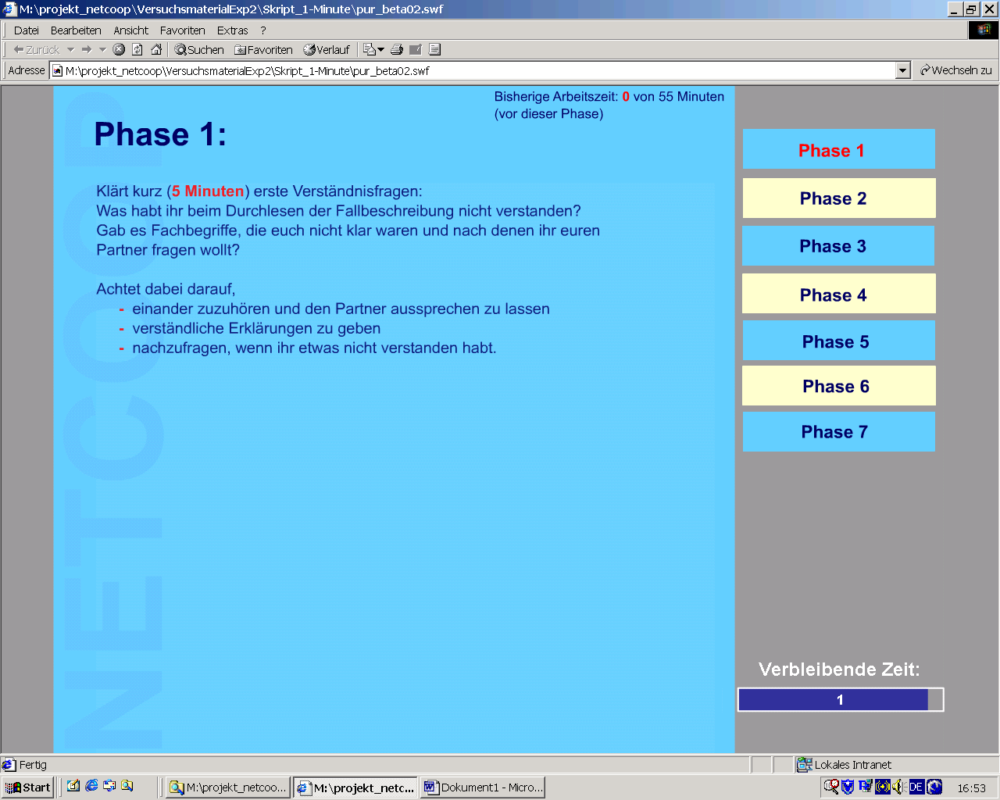 M:\projekt_netcoop\VersuchsmaterialExp2\Skript_1-Minute\pur_beta02.swf
Datei Bearbeiten Ansicht Favoriten Extras ?
Zurück Suchen Favoriten Verlauf
Adresse M:\projekt_netcoop\VersuchsmaterialExp2\Skript_1-Minute\pur_beta02.swf Wechseln zu
NETCOOP
Bisherige Arbeitszeit: 0 von 55 Minuten
(vor dieser Phase)
Phase 1:
Klärt kurz (5 Minuten) erste Verständnisfragen:
Was habt ihr beim Durchlesen der Fallbeschreibung nicht verstanden?
Gab es Fachbegriffe, die euch nicht klar waren und nach denen ihr euren
Partner fragen wollt?
Achtet dabei darauf,
- einander zuzuhören und den Partner aussprechen zu lassen
- verständliche Erklärungen zu geben
- nachzufragen, wenn ihr etwas nicht verstanden habt.
Phase 1
Phase 2
Phase 3
Phase 4
Phase 5
Phase 6
Phase 7
Verbleibende Zeit:
1
Fertig Lokales Intranet
Start M:\projekt_netcoo... M:\projekt_netc... Dokument1 - Micro... DE 16:53